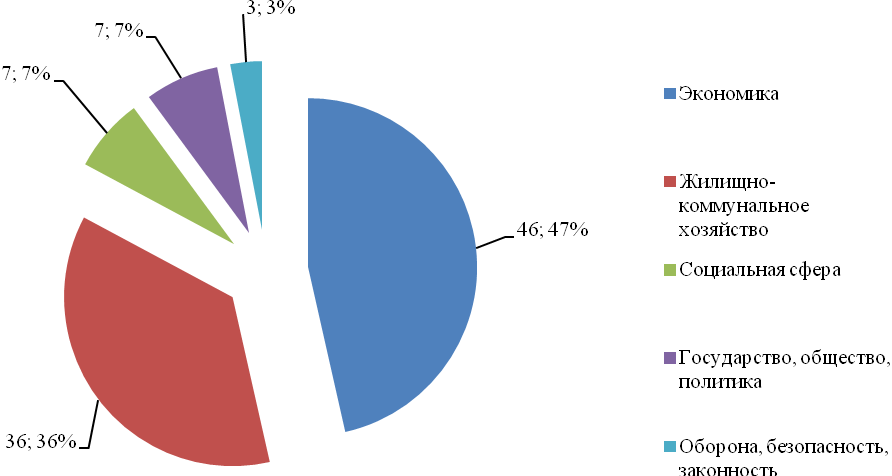 3; 3%
7; 7%
7; 7%
46; 47%
36; 36%
Экономика
Жилищно-
коммунальное
хозяйство
Социальная сфера
Государство, общество,
политика
Оборона, безопасность,
законность